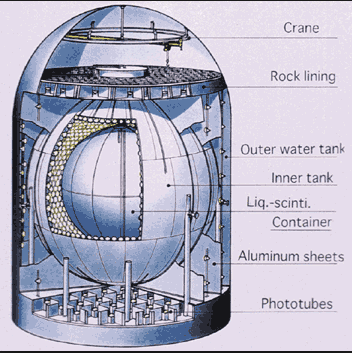 Crane
Rock lining
Outer water tank
Inner tank
Liq.-scinti.
Container
Aluminum sheets
Phototubes